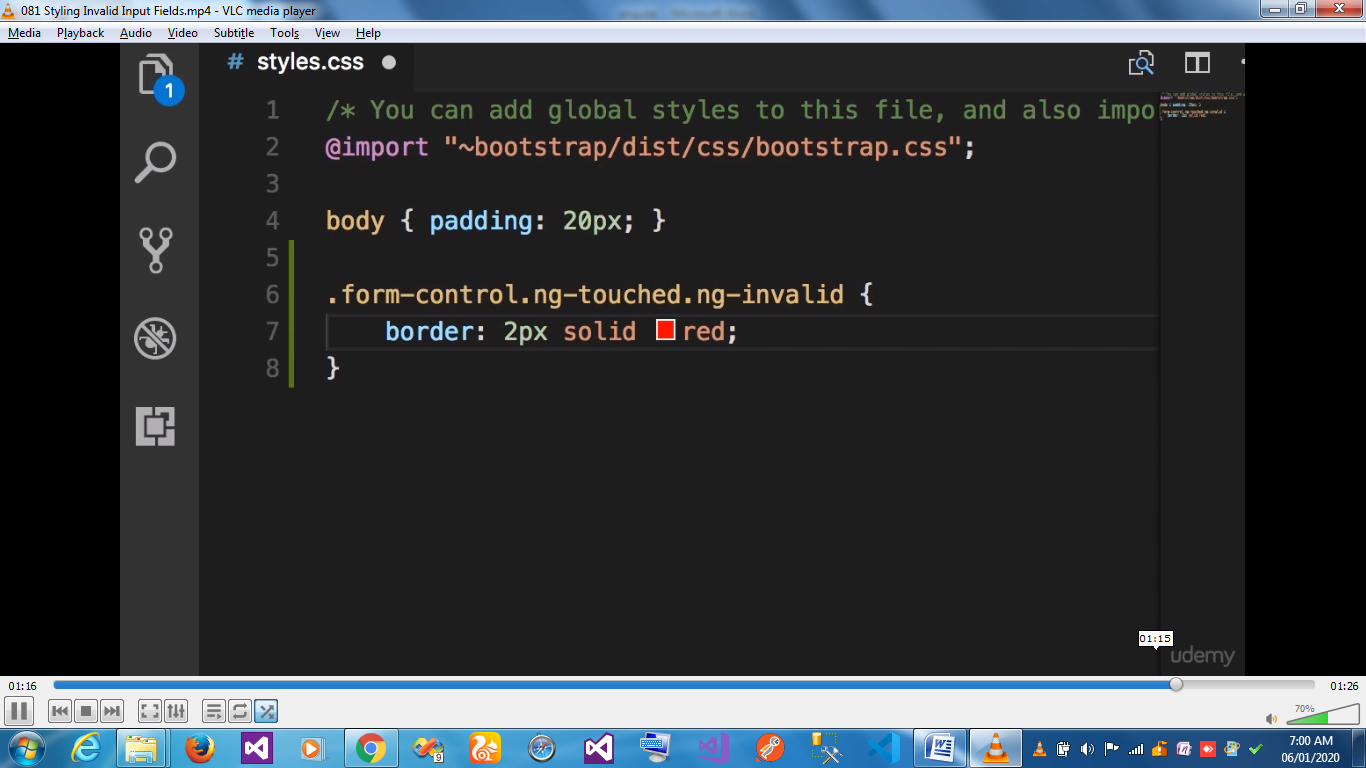 081 Styling Invalid Input Fields.mp4 - VLC media player
Media Playback Audio Video Subtitle Tools View Help
# styles.css
1
1 /* You can add global styles to this file, and also impo
2 @import "~bootstrap/dist/css/bootstrap.css";
3
4 body { padding: 20px; }
5
6 .form-control.ng-touched.ng-invalid {
7 border: 2px solid red;
8 }
01:15
udemy
01:16 01:26
70%
9
7:00 AM
06/01/2020